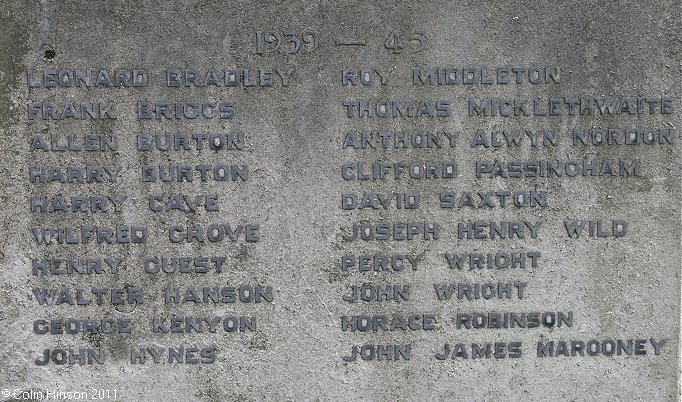 1939 — 45
LEONARD BRADLEY
FRANK BRIGGS
ALLEN BURTON
HARRY BURTON
HARRY CAVE
WILFRED GROVE
HENRY GUEST
WALTER HANSON
GEORGE KENYON
JOHN HYNES
ROY MIDDLETON
THOMAS MICKLETHWAITE
ANTHONY ALWYN NORDON
CLIFFORD PASSINGHAM
DAVID SAXTON
JOSEPH HENRY WILD
PERCY WRIGHT
JOHN WRIGHT
HORACE ROBINSON
JOHN JAMES MAROONEY
© Colin Hinson 2011